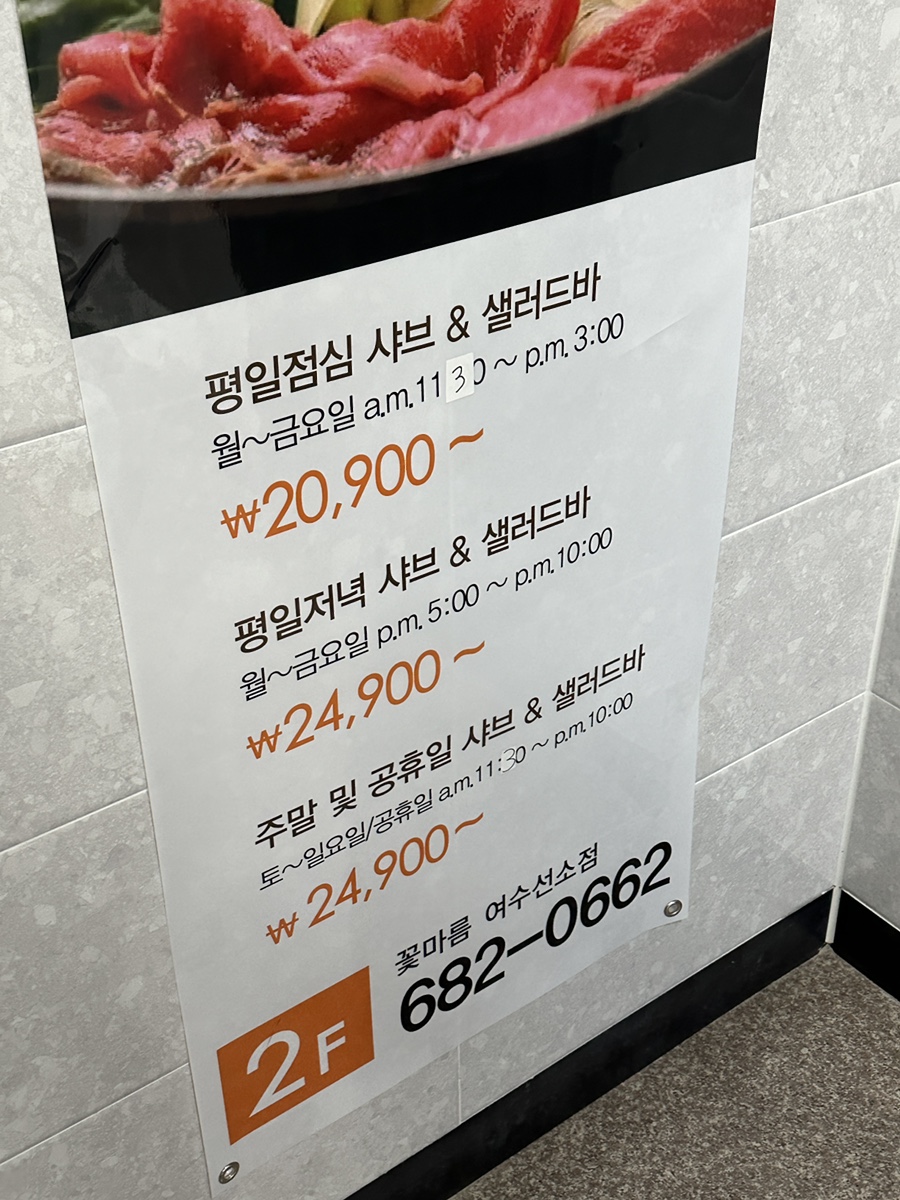 평일점심 샤브 & 샐러드바
월~금요일 a.m.11 30 ~ p.m. 3:00
₩20,900 ~
평일저녁 샤브 & 샐러드바
월~금요일 p.m. 5:00 ~ p.m.10:00
₩24,900 ~
주말 및 공휴일 샤브 & 샐러드바
토~일요일/공휴일 a.m.11:30 ~ p.m.10:00
₩ 24,900~
꽃마름 여수선소점
682-0662
2F